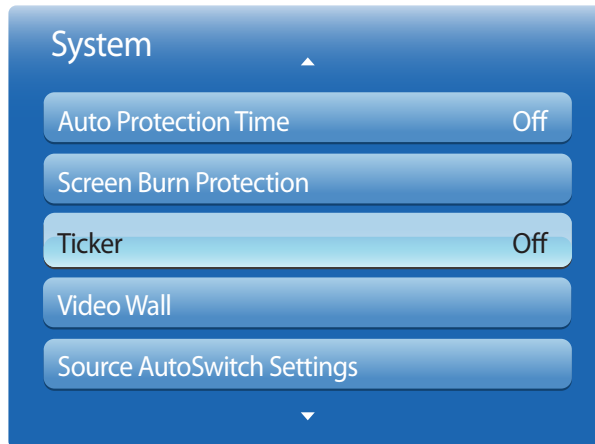 System
Auto Protection Time Off
Screen Burn Protection
Ticker Off
Video Wall
Source AutoSwitch Settings